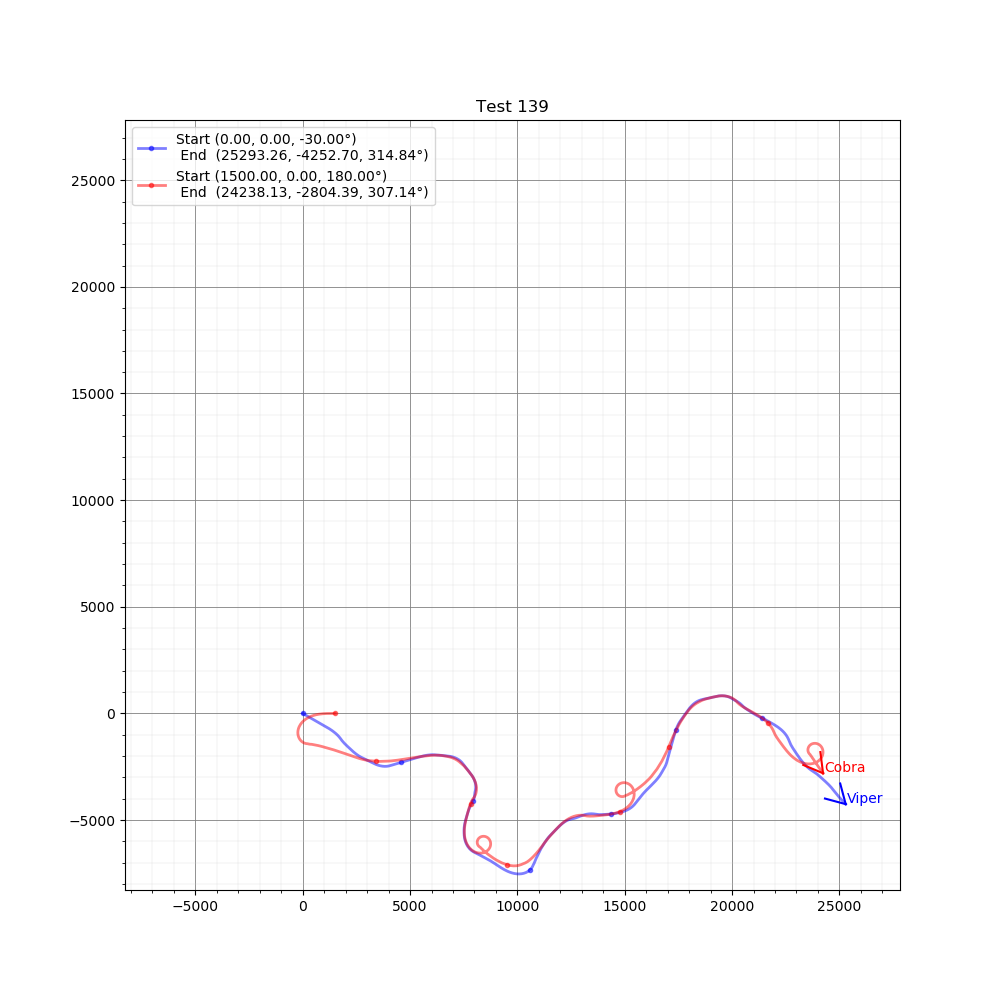 Test 139
Start (0.00, 0.00, -30.00°)
End  (25293.26, -4252.70, 314.84°)
Start (1500.00, 0.00, 180.00°)
End  (24238.13, -2804.39, 307.14°)
25000
20000
15000
10000
5000
0
−5000
Cobra
Viper
−5000
0
5000
10000
15000
20000
25000